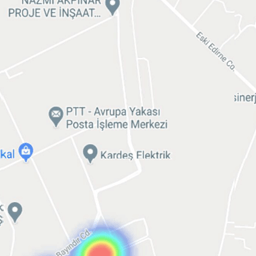 NAZMİ AKPINAR
PROJE VE İNŞAAT...
Eski Edirne Cd.
sinerj
PTT - Avrupa Yakası
Posta İşleme Merkezi
kal
Kardeş Elektrik
K
Bayındır Cd.